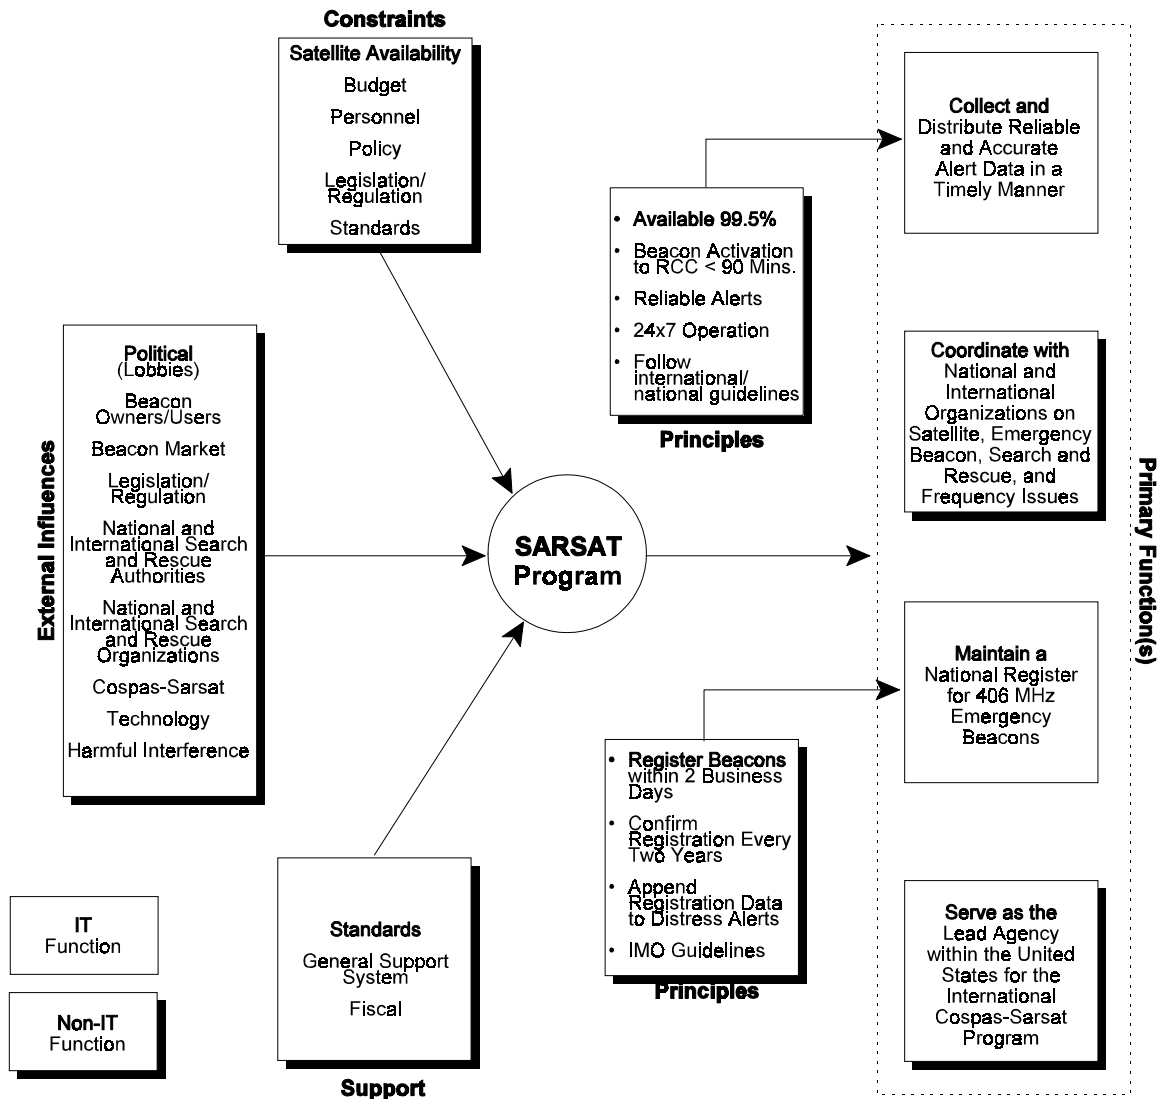 Constraints
Satellite Availability
Budget
Personnel
Policy
Legislation/
Regulation
Standards
External Influences
Political
(Lobbies)
Beacon
Owners/Users
Beacon Market
Legislation/
Regulation
National and
International Search
and Rescue
Authorities
National and
International Search
and Rescue
Organizations
Cospas-Sarsat
Technology
Harmful Interference
SARSAT
Program
Standards
General Support
System
Fiscal
Support
• Available 99.5%
• Beacon Activation
to RCC < 90 Mins.
• Reliable Alerts
• 24x7 Operation
• Follow
international/
national guidelines
Principles
• Register Beacons
within 2 Business
Days
• Confirm
Registration Every
Two Years
• Append
Registration Data
to Distress Alerts
• IMO Guidelines
Principles
Collect and
Distribute Reliable
and Accurate
Alert Data in a
Timely Manner
Coordinate with
National and
International
Organizations on
Satellite, Emergency
Beacon, Search and
Rescue, and
Frequency Issues
Maintain a
National Register
for 406 MHz
Emergency
Beacons
Serve as the
Lead Agency
within the United
States for the
International
Cospas-Sarsat
Program
Primary Function(s)
IT
Function
Non-IT
Function